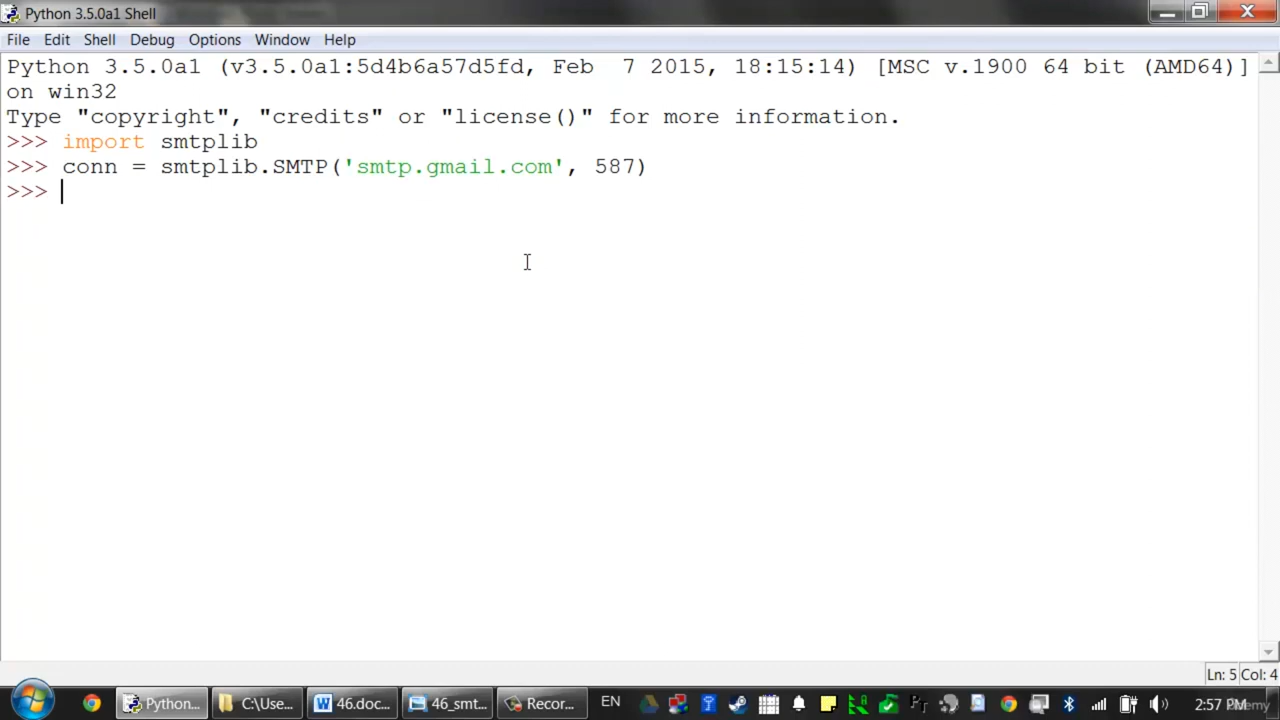 Python 3.5.0a1 Shell
File Edit Shell Debug Options Window Help
Python 3.5.0a1 (v3.5.0a1:5d4b6a57d5fd, Feb  7 2015, 18:15:14) [MSC v.1900 64 bit (AMD64)]
on win32
Type "copyright", "credits" or "license()" for more information.
>>> import smtplib
>>> conn = smtplib.SMTP('smtp.gmail.com', 587)
>>>
Ln: 5 Col: 4
Python... C:\Use... 46.doc... 46_smt... Recor... EN 2:57 PM